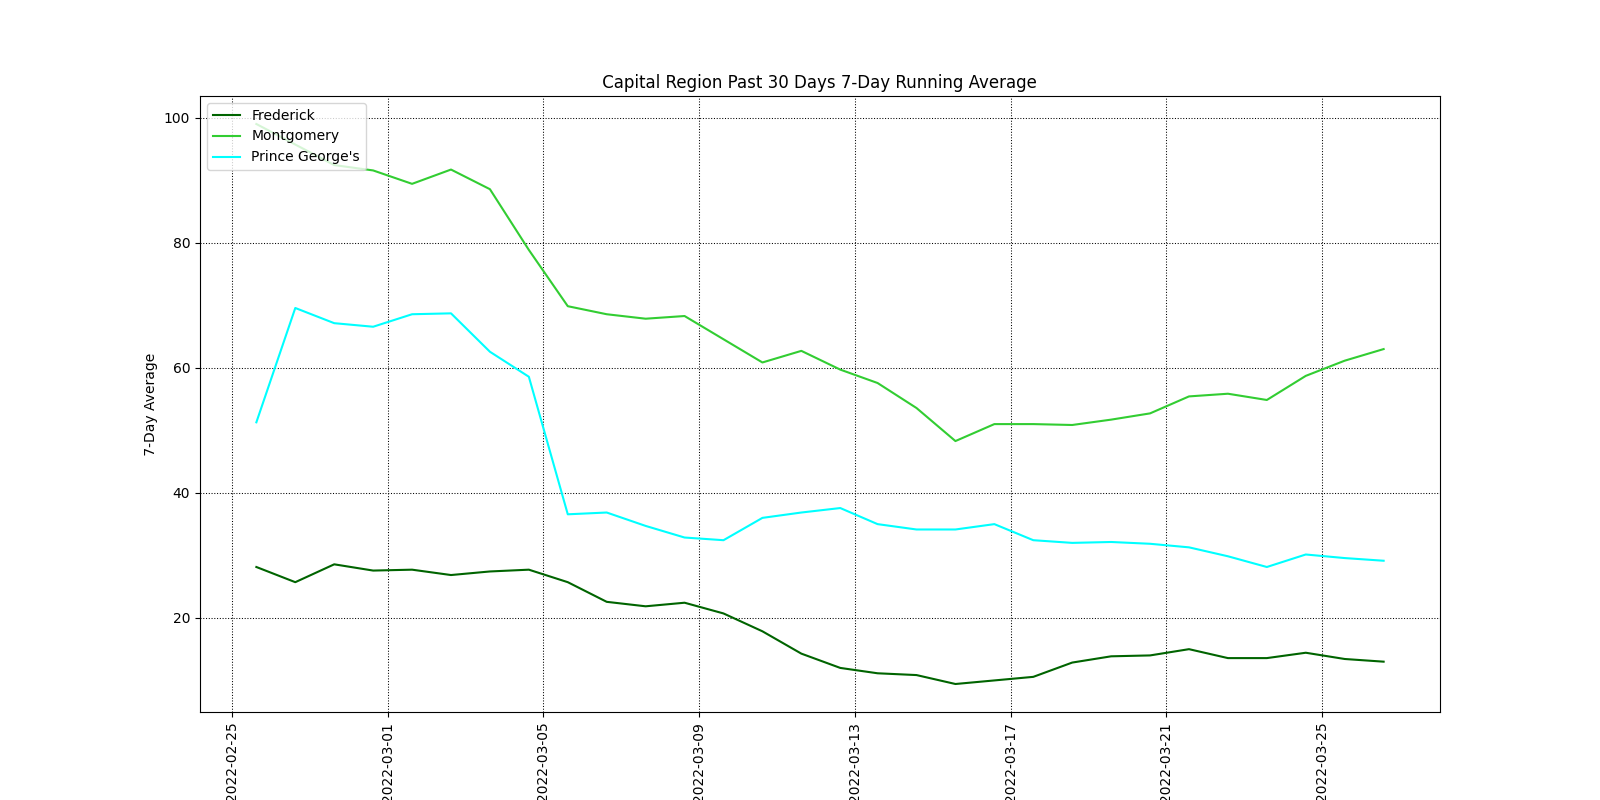 Capital Region Past 30 Days 7-Day Running Average
Frederick
Montgomery
Prince George's
7-Day Average
100
80
60
40
20
2022-02-25
2022-03-01
2022-03-05
2022-03-09
2022-03-13
2022-03-17
2022-03-21
2022-03-25